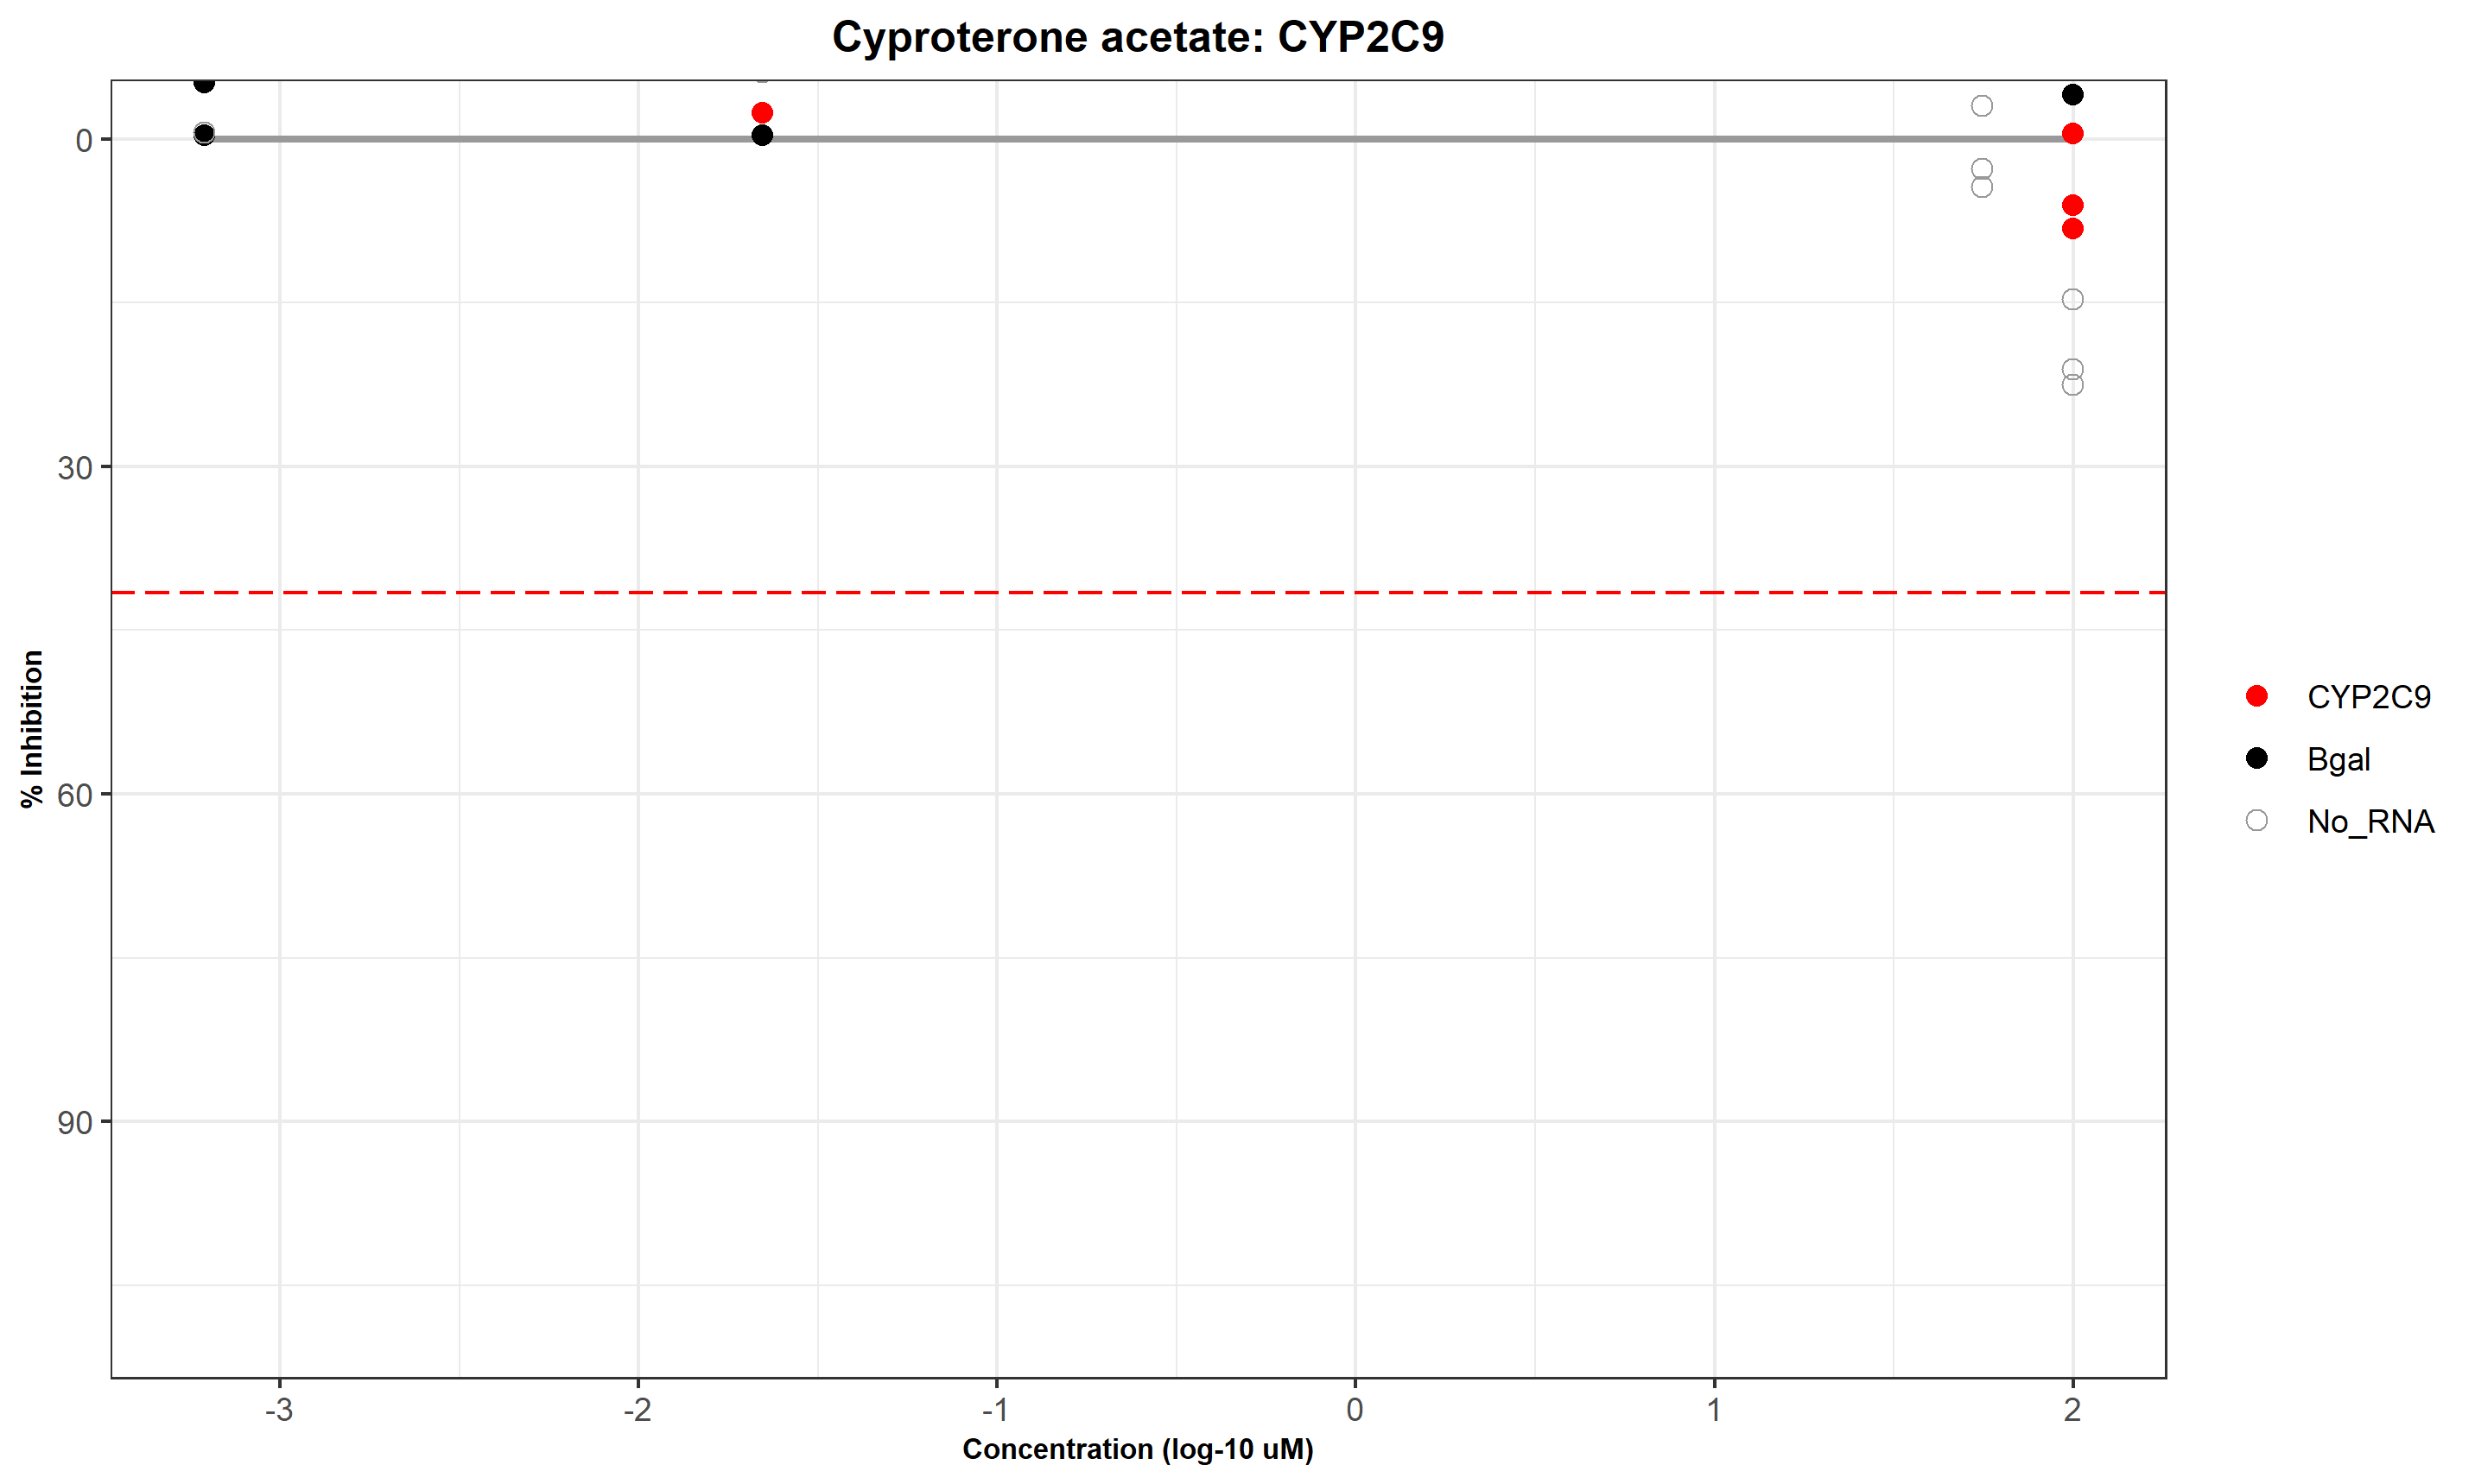 Cyproterone acetate: CYP2C9
% Inhibition
0
30
60
90
-3
-2
-1
0
1
2
Concentration (log-10 uM)
CYP2C9
Bgal
No_RNA